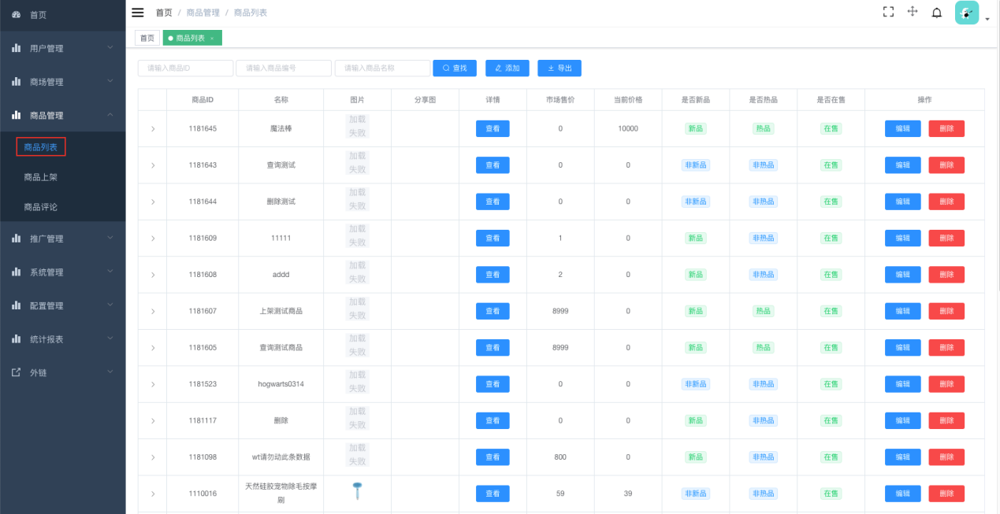 首页
用户管理
商场管理
商品管理
商品列表
商品上架
商品评论
推广管理
系统管理
配置管理
统计报表
外链
首页 / 商品管理 / 商品列表
首页 商品列表 ×
请输入商品ID 请输入商品编号 请输入商品名称 查找 添加 导出
商品ID 名称 图片 分享图 详情 市场售价 当前价格 是否新品 是否热品 是否在售 操作
1181645 魔法棒 加载失败 查看 0 10000 新品 热品 在售 编辑 删除
1181643 查询测试 加载失败 查看 0 0 非新品 非热品 在售 编辑 删除
1181644 删除测试 加载失败 查看 0 0 非新品 非热品 在售 编辑 删除
1181609 11111 加载失败 查看 1 0 新品 非热品 在售 编辑 删除
1181608 addd 加载失败 查看 2 0 新品 非热品 在售 编辑 删除
1181607 上架测试商品 加载失败 查看 8999 0 新品 热品 在售 编辑 删除
1181605 查询测试商品 加载失败 查看 8999 0 新品 热品 在售 编辑 删除
1181523 hogwarts0314 加载失败 查看 0 0 非新品 非热品 在售 编辑 删除
1181117 删除 加载失败 查看 0 0 新品 非热品 在售 编辑 删除
1181098 wt请勿动此条数据 加载失败 查看 800 0 新品 非热品 在售 编辑 删除
1110016 天然硅胶宠物除毛按摩刷 查看 59 39 非新品 非热品 在售 编辑 删除